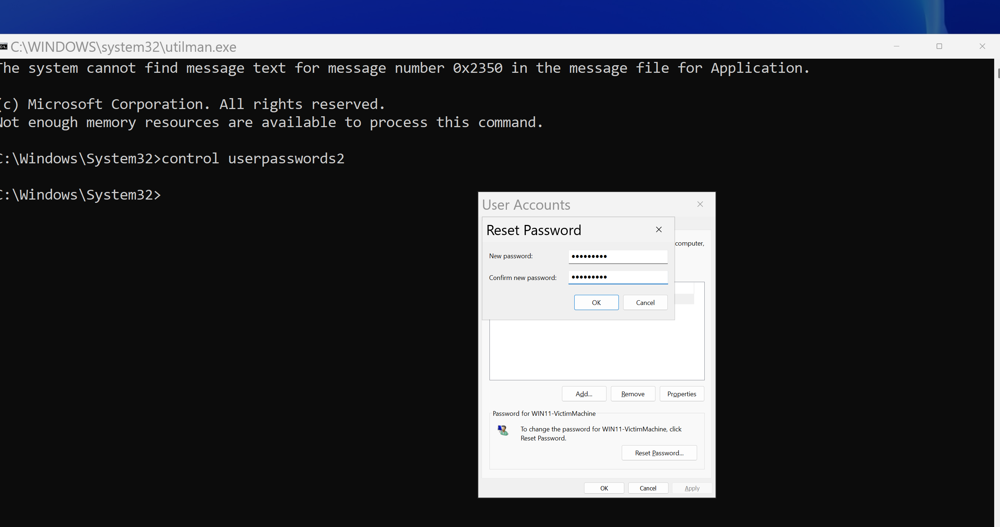 C:\WINDOWS\system32\utilman.exe
The system cannot find message text for message number 0x2350 in the message file for Application.
(c) Microsoft Corporation. All rights reserved.
Not enough memory resources are available to process this command.
C:\Windows\System32>control userpasswords2
C:\Windows\System32>
User Accounts
Reset Password
computer,
New password: •••••••••
Confirm new password: •••••••••
OK Cancel
Add... Remove Properties
Password for WIN11-VictimMachine
To change the password for WIN11-VictimMachine, click
Reset Password.
Reset Password...
OK Cancel Apply